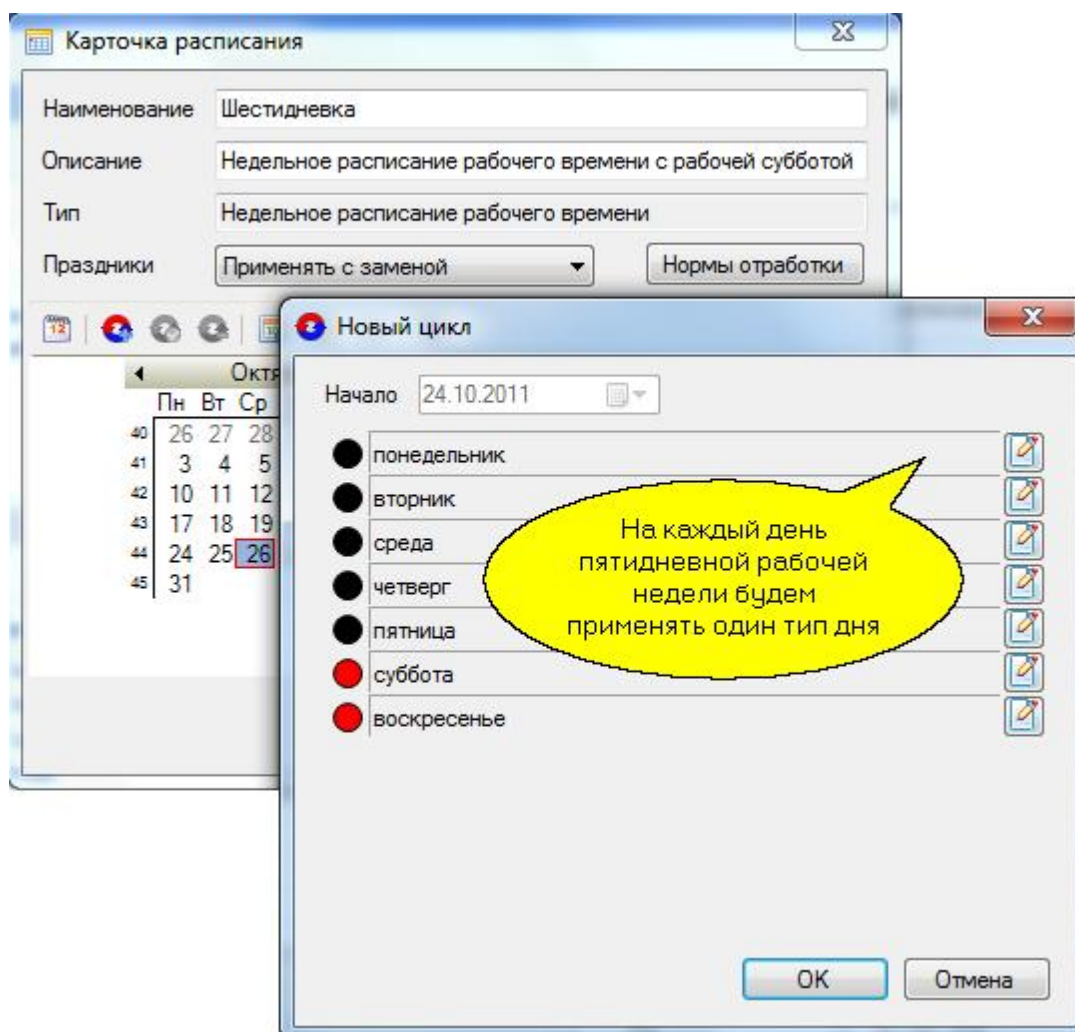 Карточка расписания
Наименование Шестидневка
Описание Недельное расписание рабочего времени с рабочей субботой
Тип Недельное расписание рабочего времени
Праздники Применять с заменой Нормы отработки
12
Новый цикл
Октя
Пн Вт Ср
40 26 27 28
41 3 4 5
42 10 11 12
43 17 18 19
44 24 25 26
45 31
Начало 24.10.2011
понедельник
вторник
среда
четверг
пятница
суббота
воскресенье
На каждый день
пятидневной рабочей
недели будем
применять один тип дня
OK Отмена